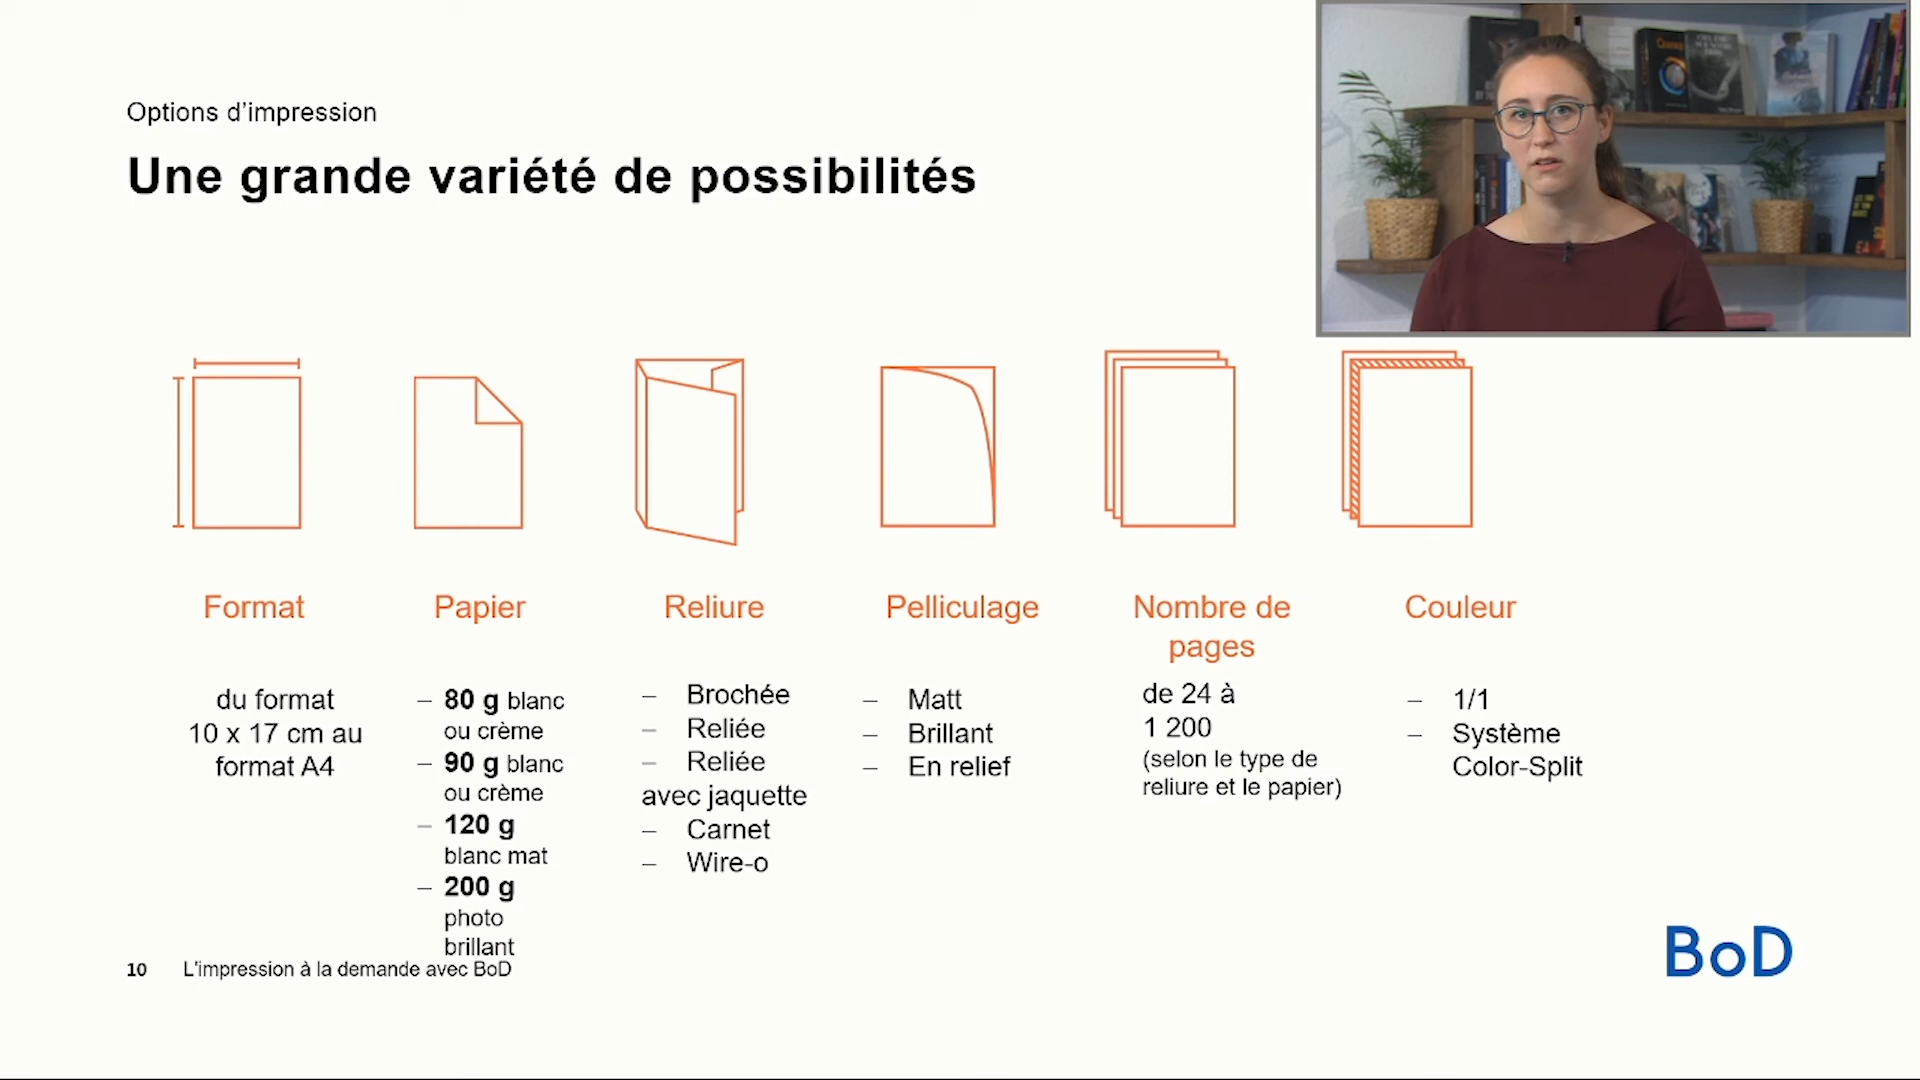 Options d’impression
Une grande variété de possibilités
Format
du format
10 x 17 cm au
format A4
Papier
– 80 g blanc
ou crème
– 90 g blanc
ou crème
– 120 g
blanc mat
– 200 g
photo
brillant
Reliure
– Brochée
– Reliée
– Reliée
avec jaquette
– Carnet
– Wire-o
Pelliculage
– Matt
– Brillant
– En relief
Nombre de
pages
de 24 à
1 200
(selon le type de
reliure et le papier)
Couleur
– 1/1
– Système
Color-Split
10 L'impression à la demande avec BoD
BoD